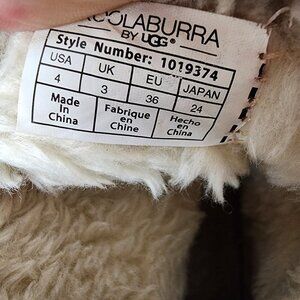 KOOLABURRA
BY UGG®
Style Number: 1019374
USA UK EU JAPAN
4 3 36 24
Made in China Fabrique en Chine Hecho en China